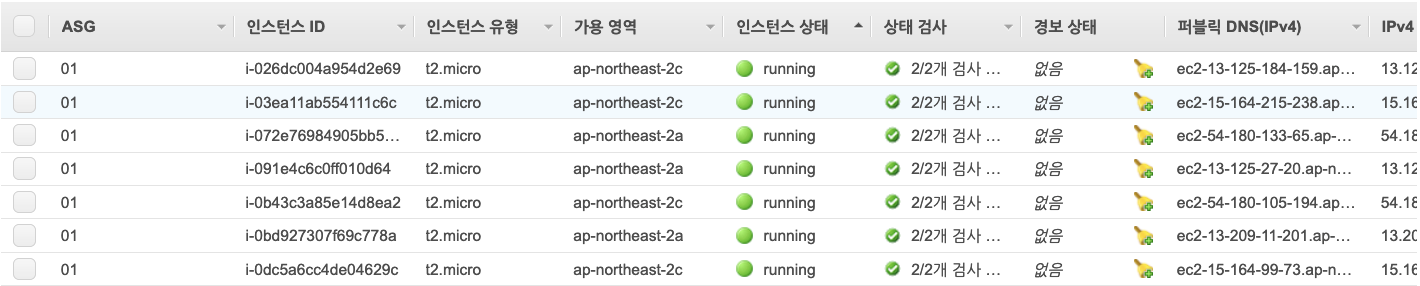 ASG 인스턴스 ID 인스턴스 유형 가용 영역 인스턴스 상태 상태 검사 경보 상태 퍼블릭 DNS(IPv4) IPv4
01 i-026dc004a954d2e69 t2.micro ap-northeast-2c running 2/2개 검사 ... 없음 ec2-13-125-184-159.ap... 13.12
01 i-03ea11ab554111c6c t2.micro ap-northeast-2c running 2/2개 검사 ... 없음 ec2-15-164-215-238.ap... 15.16
01 i-072e76984905bb5... t2.micro ap-northeast-2a running 2/2개 검사 ... 없음 ec2-54-180-133-65.ap-... 54.18
01 i-091e4c6c0ff010d64 t2.micro ap-northeast-2a running 2/2개 검사 ... 없음 ec2-13-125-27-20.ap-n... 13.12
01 i-0b43c3a85e14d8ea2 t2.micro ap-northeast-2c running 2/2개 검사 ... 없음 ec2-54-180-105-194.ap... 54.18
01 i-0bd927307f69c778a t2.micro ap-northeast-2a running 2/2개 검사 ... 없음 ec2-13-209-11-201.ap-... 13.20
01 i-0dc5a6cc4de04629c t2.micro ap-northeast-2c running 2/2개 검사 ... 없음 ec2-15-164-99-73.ap-n... 15.16